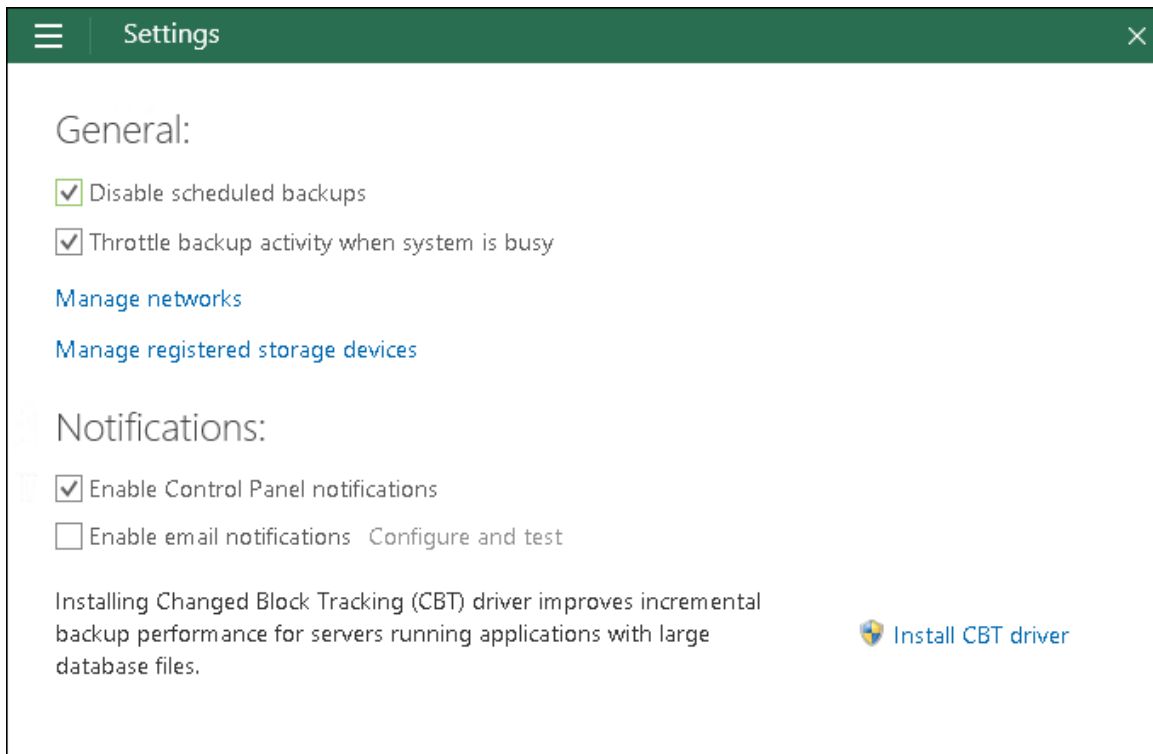 Settings
General:
Disable scheduled backups
Throttle backup activity when system is busy
Manage networks
Manage registered storage devices
Notifications:
Enable Control Panel notifications
Enable email notifications Configure and test
Installing Changed Block Tracking (CBT) driver improves incremental
backup performance for servers running applications with large
database files.
Install CBT driver